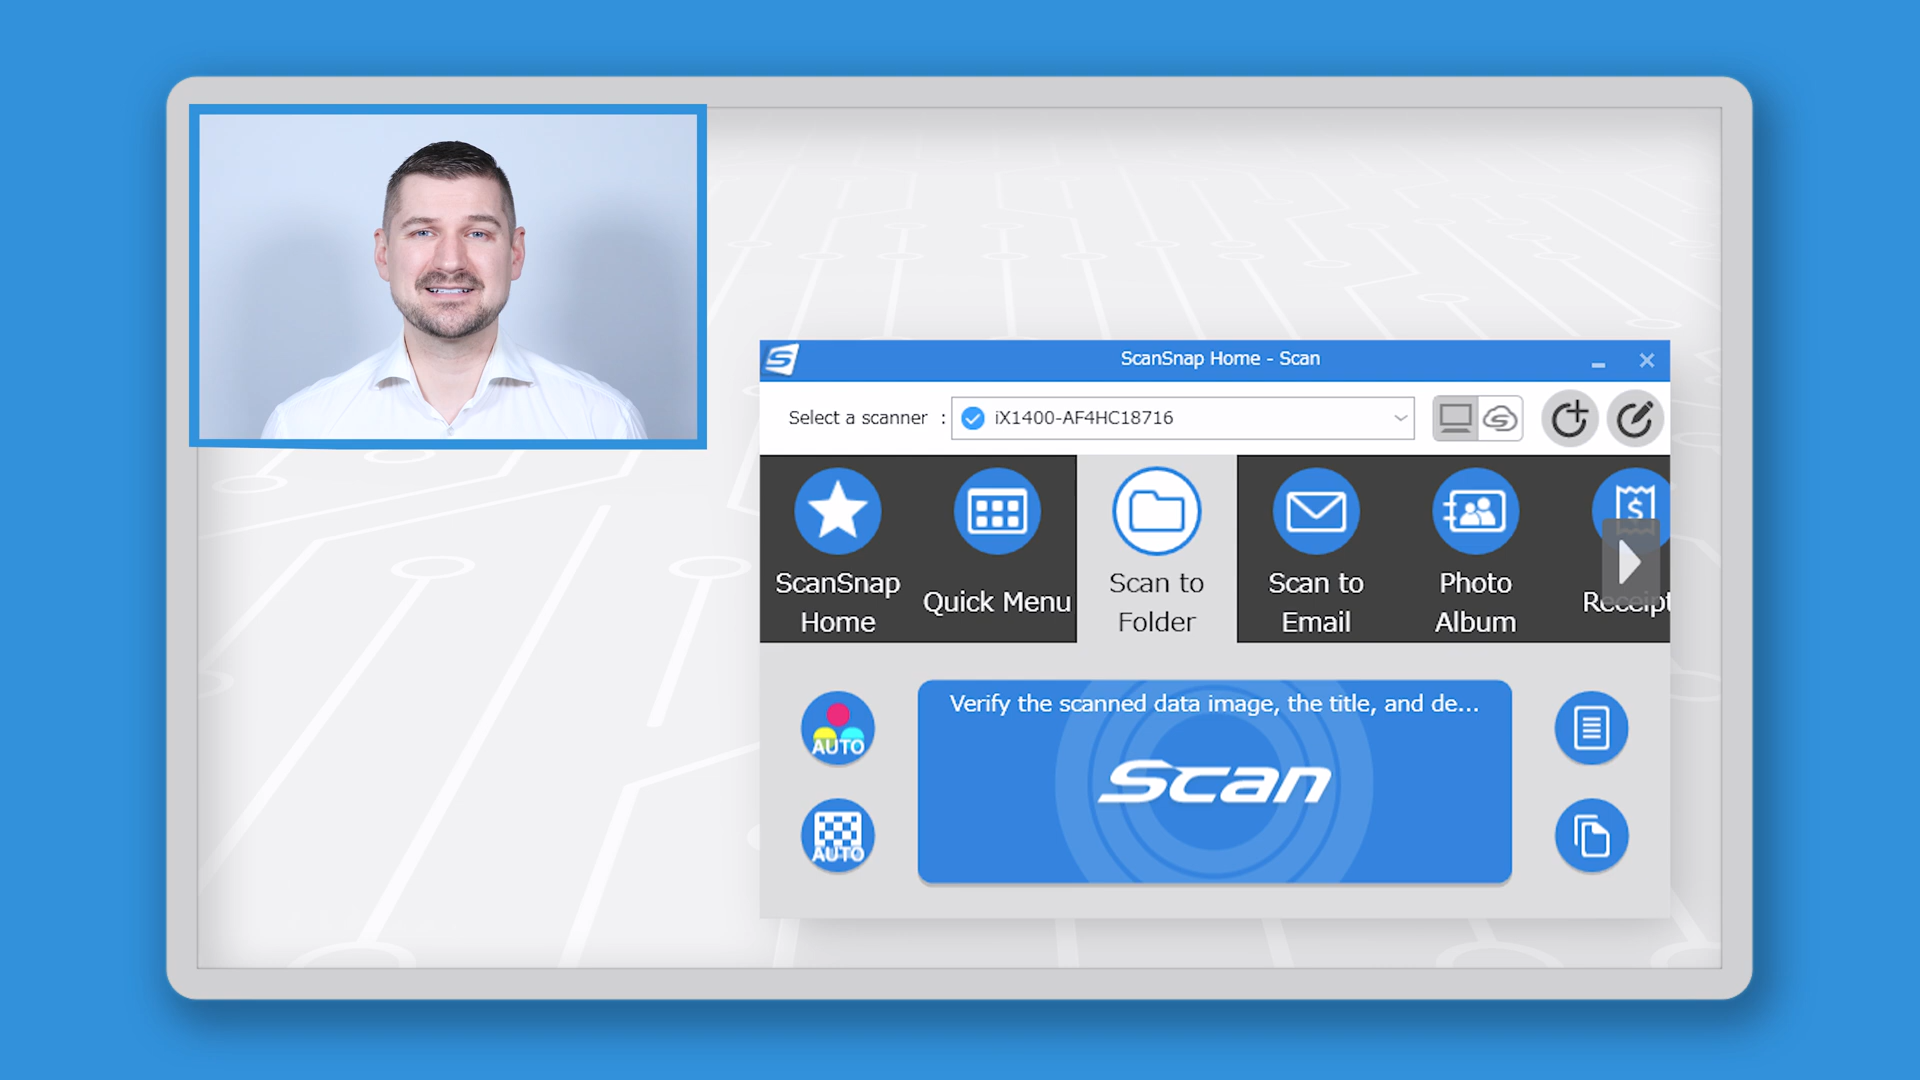 ScanSnap Home - Scan
Select a scanner :
iX1400-AF4HC18716
ScanSnap
Home
Quick Menu
Scan to
Folder
Scan to
Email
Photo
Album
Receipt
Verify the scanned data image, the title, and de...
Scan
AUTO
AUTO